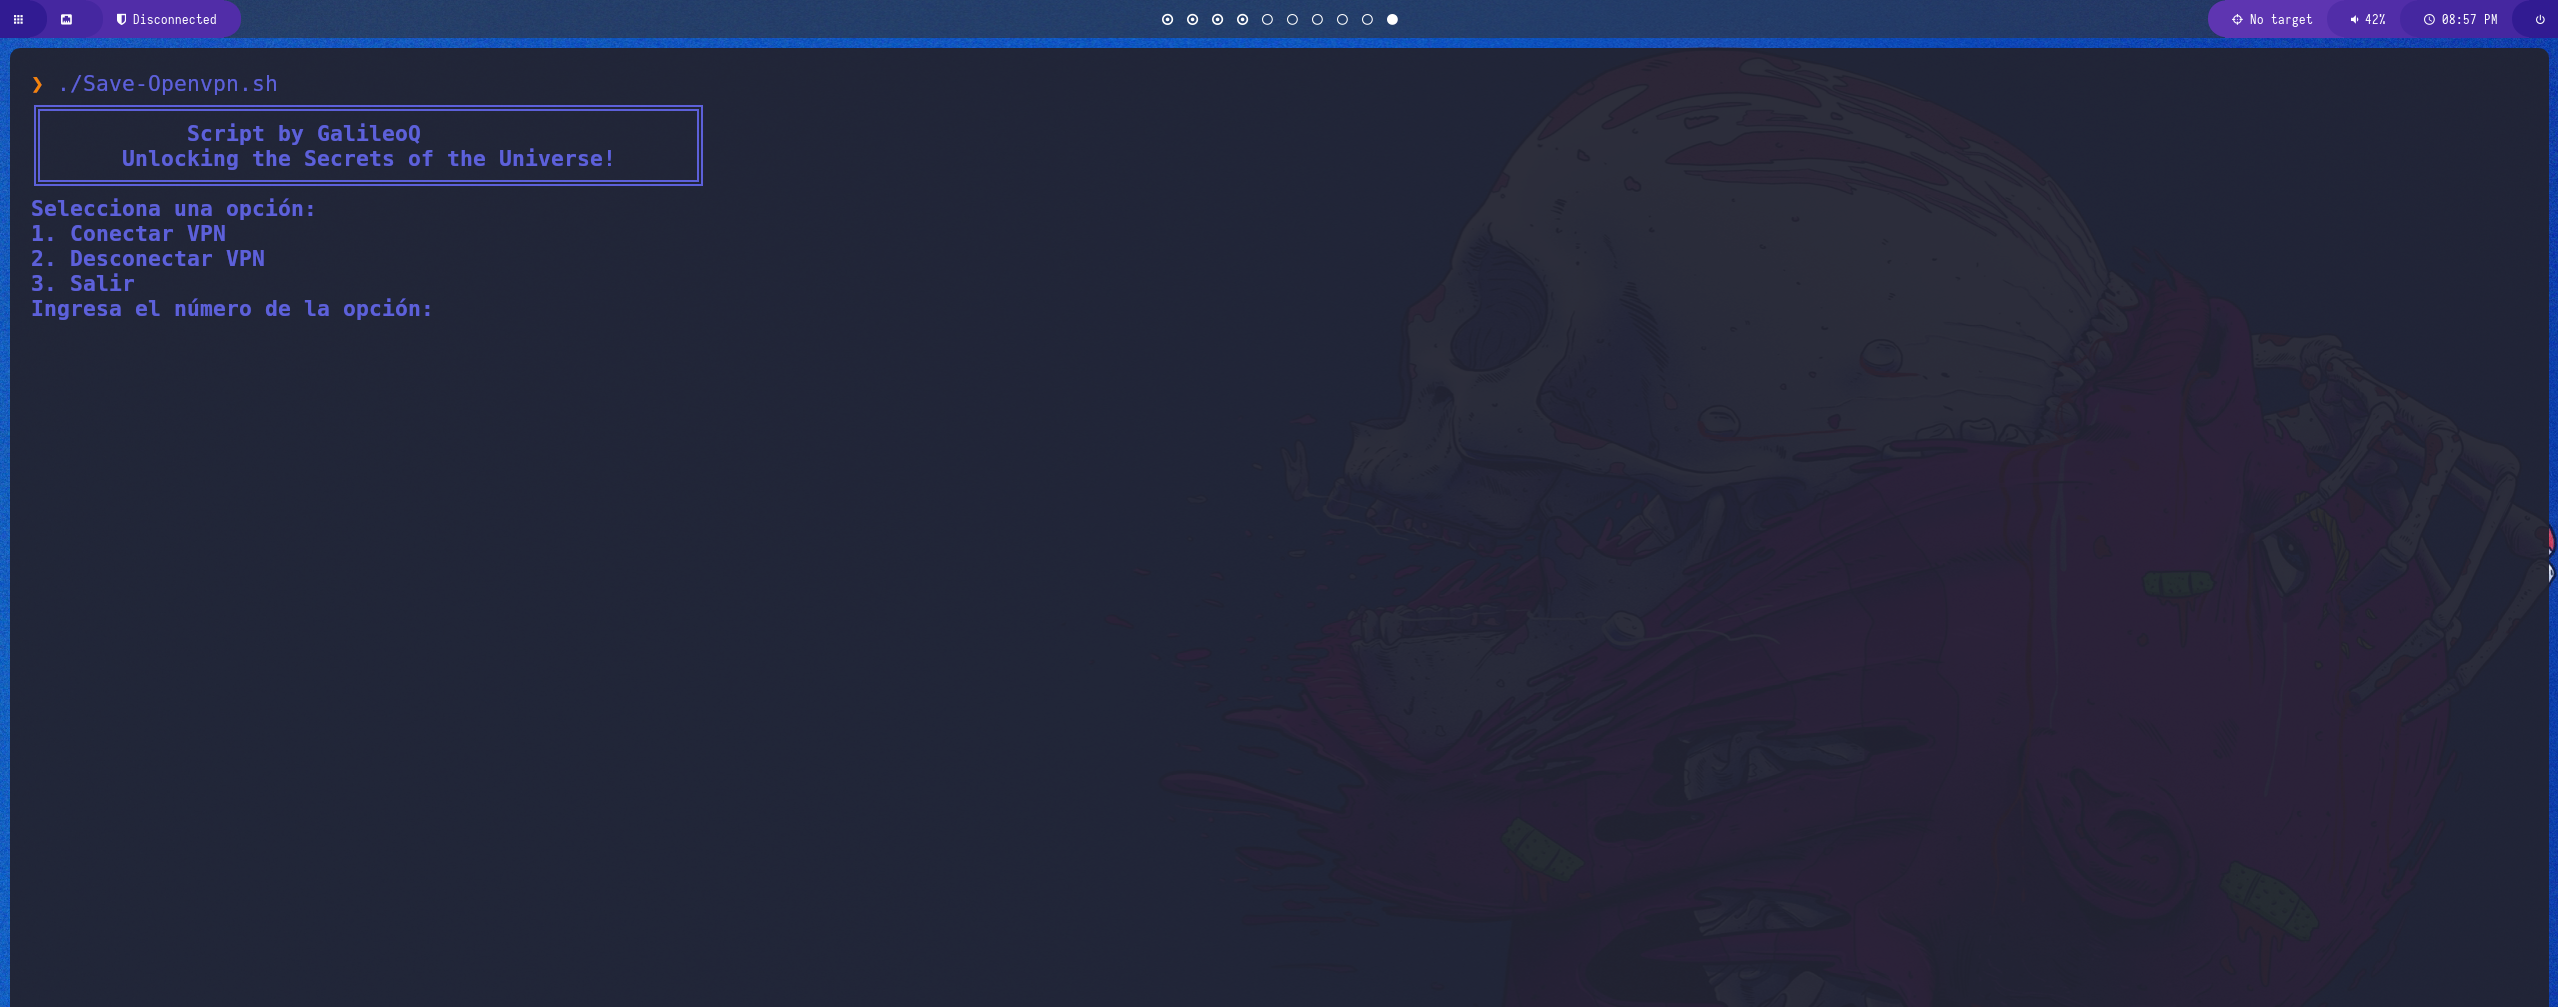 Disconnected
No target
42%
08:57 PM
❯ ./Save-Openvpn.sh
Script by GalileoQ
Unlocking the Secrets of the Universe!
Selecciona una opción:
1. Conectar VPN
2. Desconectar VPN
3. Salir
Ingresa el número de la opción: